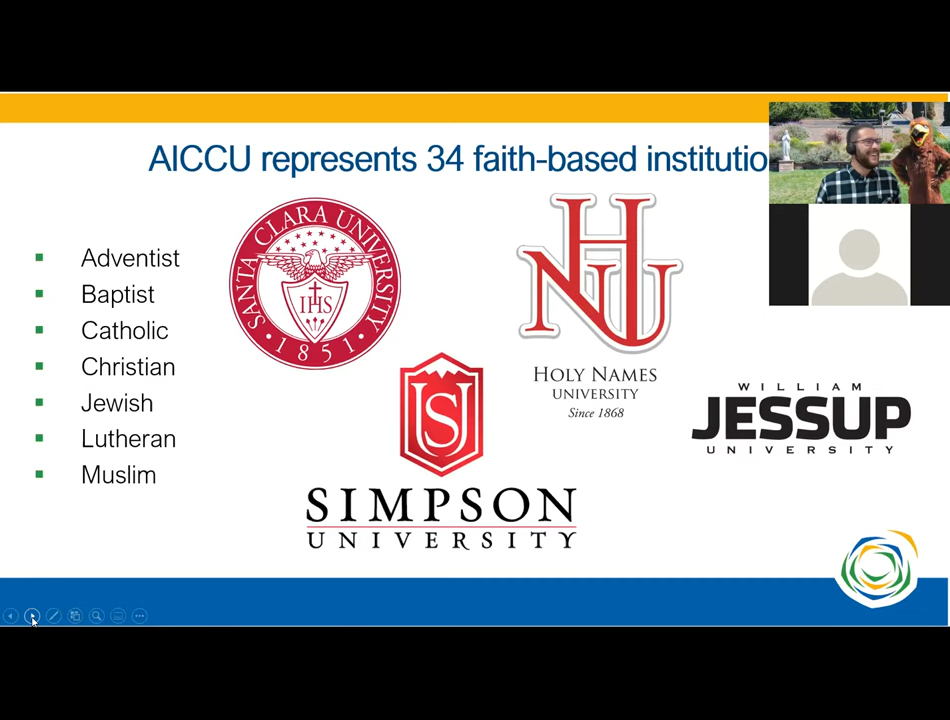 AICCU represents 34 faith-based institutio
Adventist
Baptist
Catholic
Christian
Jewish
Lutheran
Muslim
SANTA CLARA UNIVERSITY
IHS
1851
HNU
HOLY NAMES
UNIVERSITY
Since 1868
SU
SIMPSON
UNIVERSITY
WILLIAM
JESSUP
UNIVERSITY